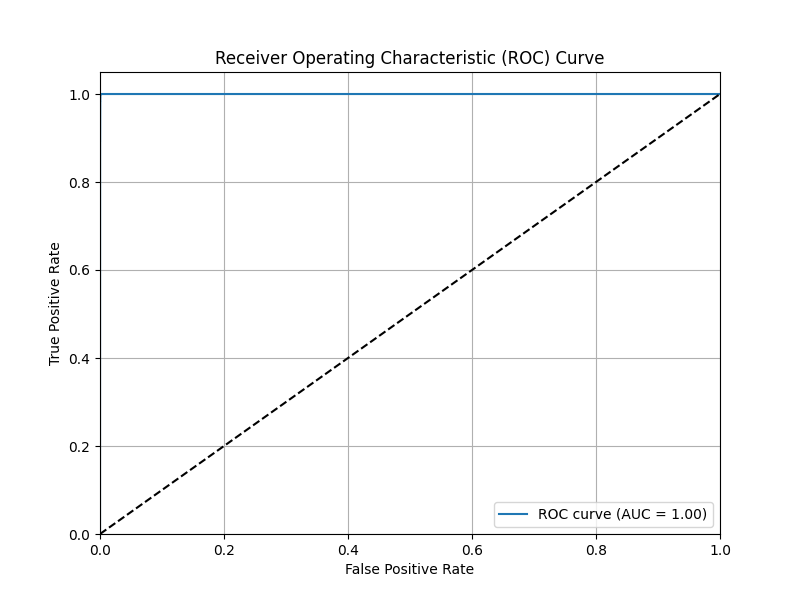 Receiver Operating Characteristic (ROC) Curve
1.0
0.8
0.6
0.4
0.2
0.0
True Positive Rate
ROC curve (AUC = 1.00)
0.0 0.2 0.4 0.6 0.8 1.0
False Positive Rate